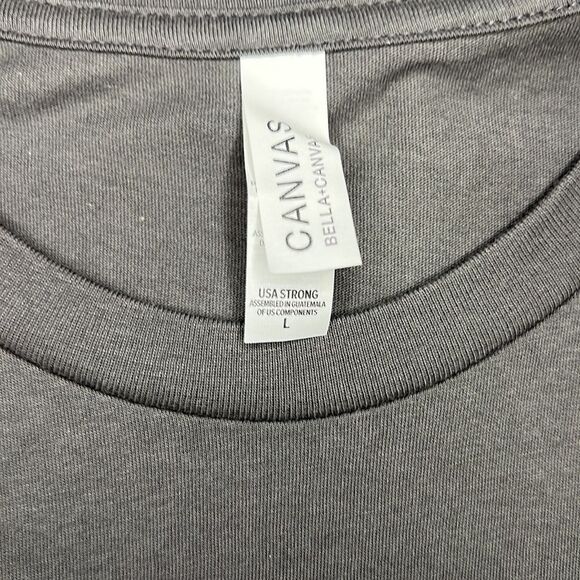 CANVAS
BELLA+CANVAS
USA STRONG
ASSEMBLED IN GUATEMALA
OF US COMPONENTS
L